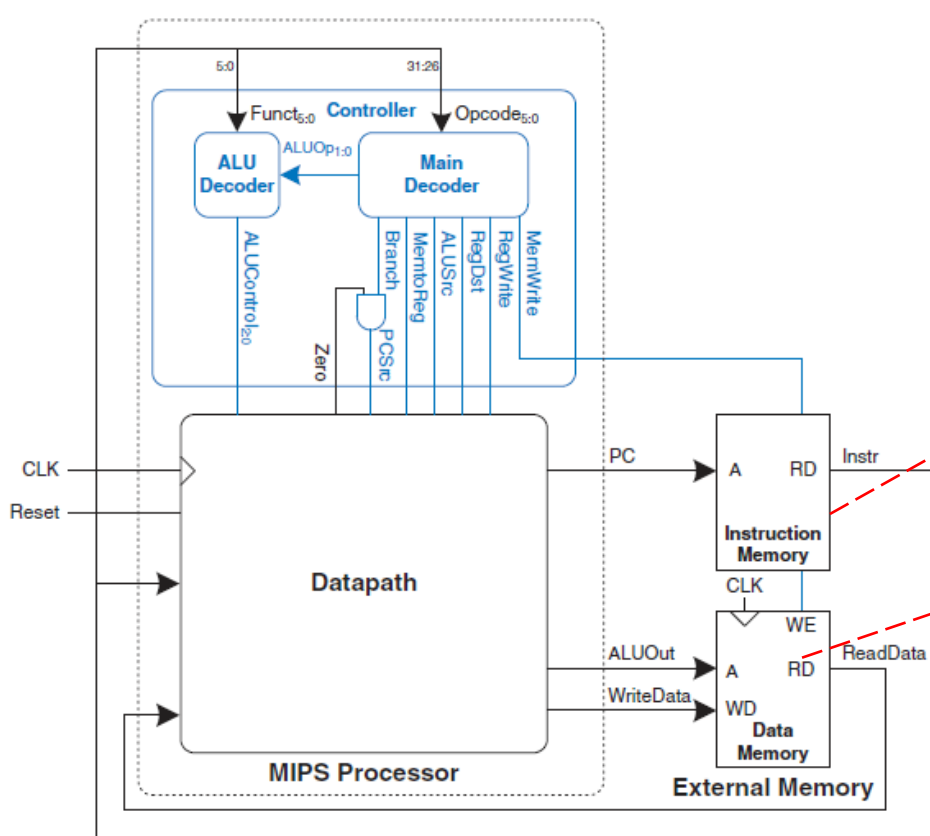 5:0
31:26
Controller
Funct5:0
Opcode5:0
ALU
Decoder
ALUOp1:0
Main
Decoder
ALUControl2:0
Branch
MemtoReg
ALUSrc
RegDst
RegWrite
MemWrite
Zero
PCSrc
CLK
Reset
Datapath
PC
A
RD
Instr
Instruction
Memory
CLK
WE
ALUOut
A
RD
ReadData
WriteData
WD
Data
Memory
MIPS Processor
External Memory